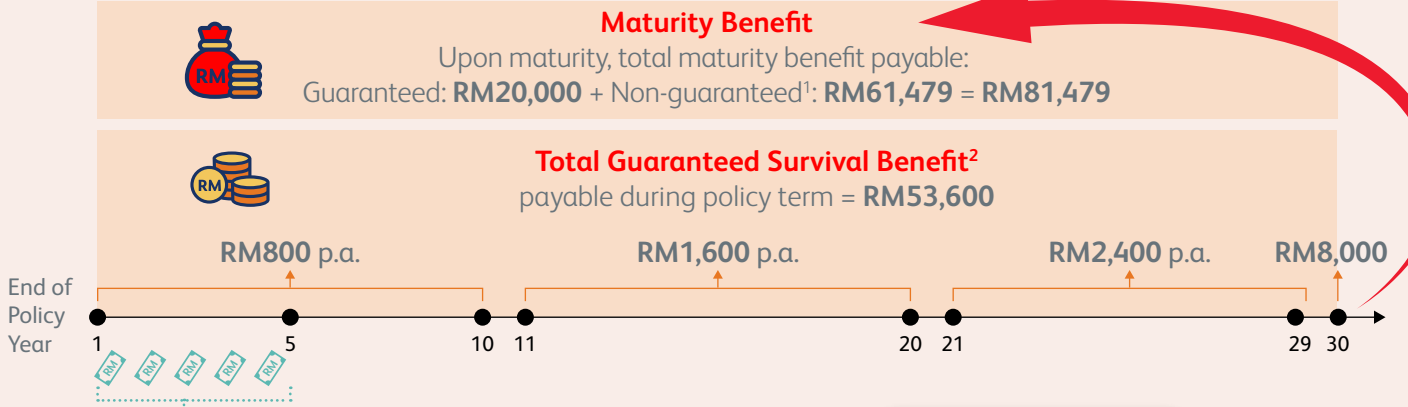 Maturity Benefit
Upon maturity, total maturity benefit payable:
RM
Guaranteed: RM20,000 + Non-guaranteed¹: RM61,479 = RM81,479
Total Guaranteed Survival Benefit²
RM
payable during policy term = RM53,600
RM800 p.a. RM1,600 p.a. RM2,400 p.a. RM8,000
End of
Policy
Year
1 5 10 11 20 21 29 30
RM RM RM RM RM